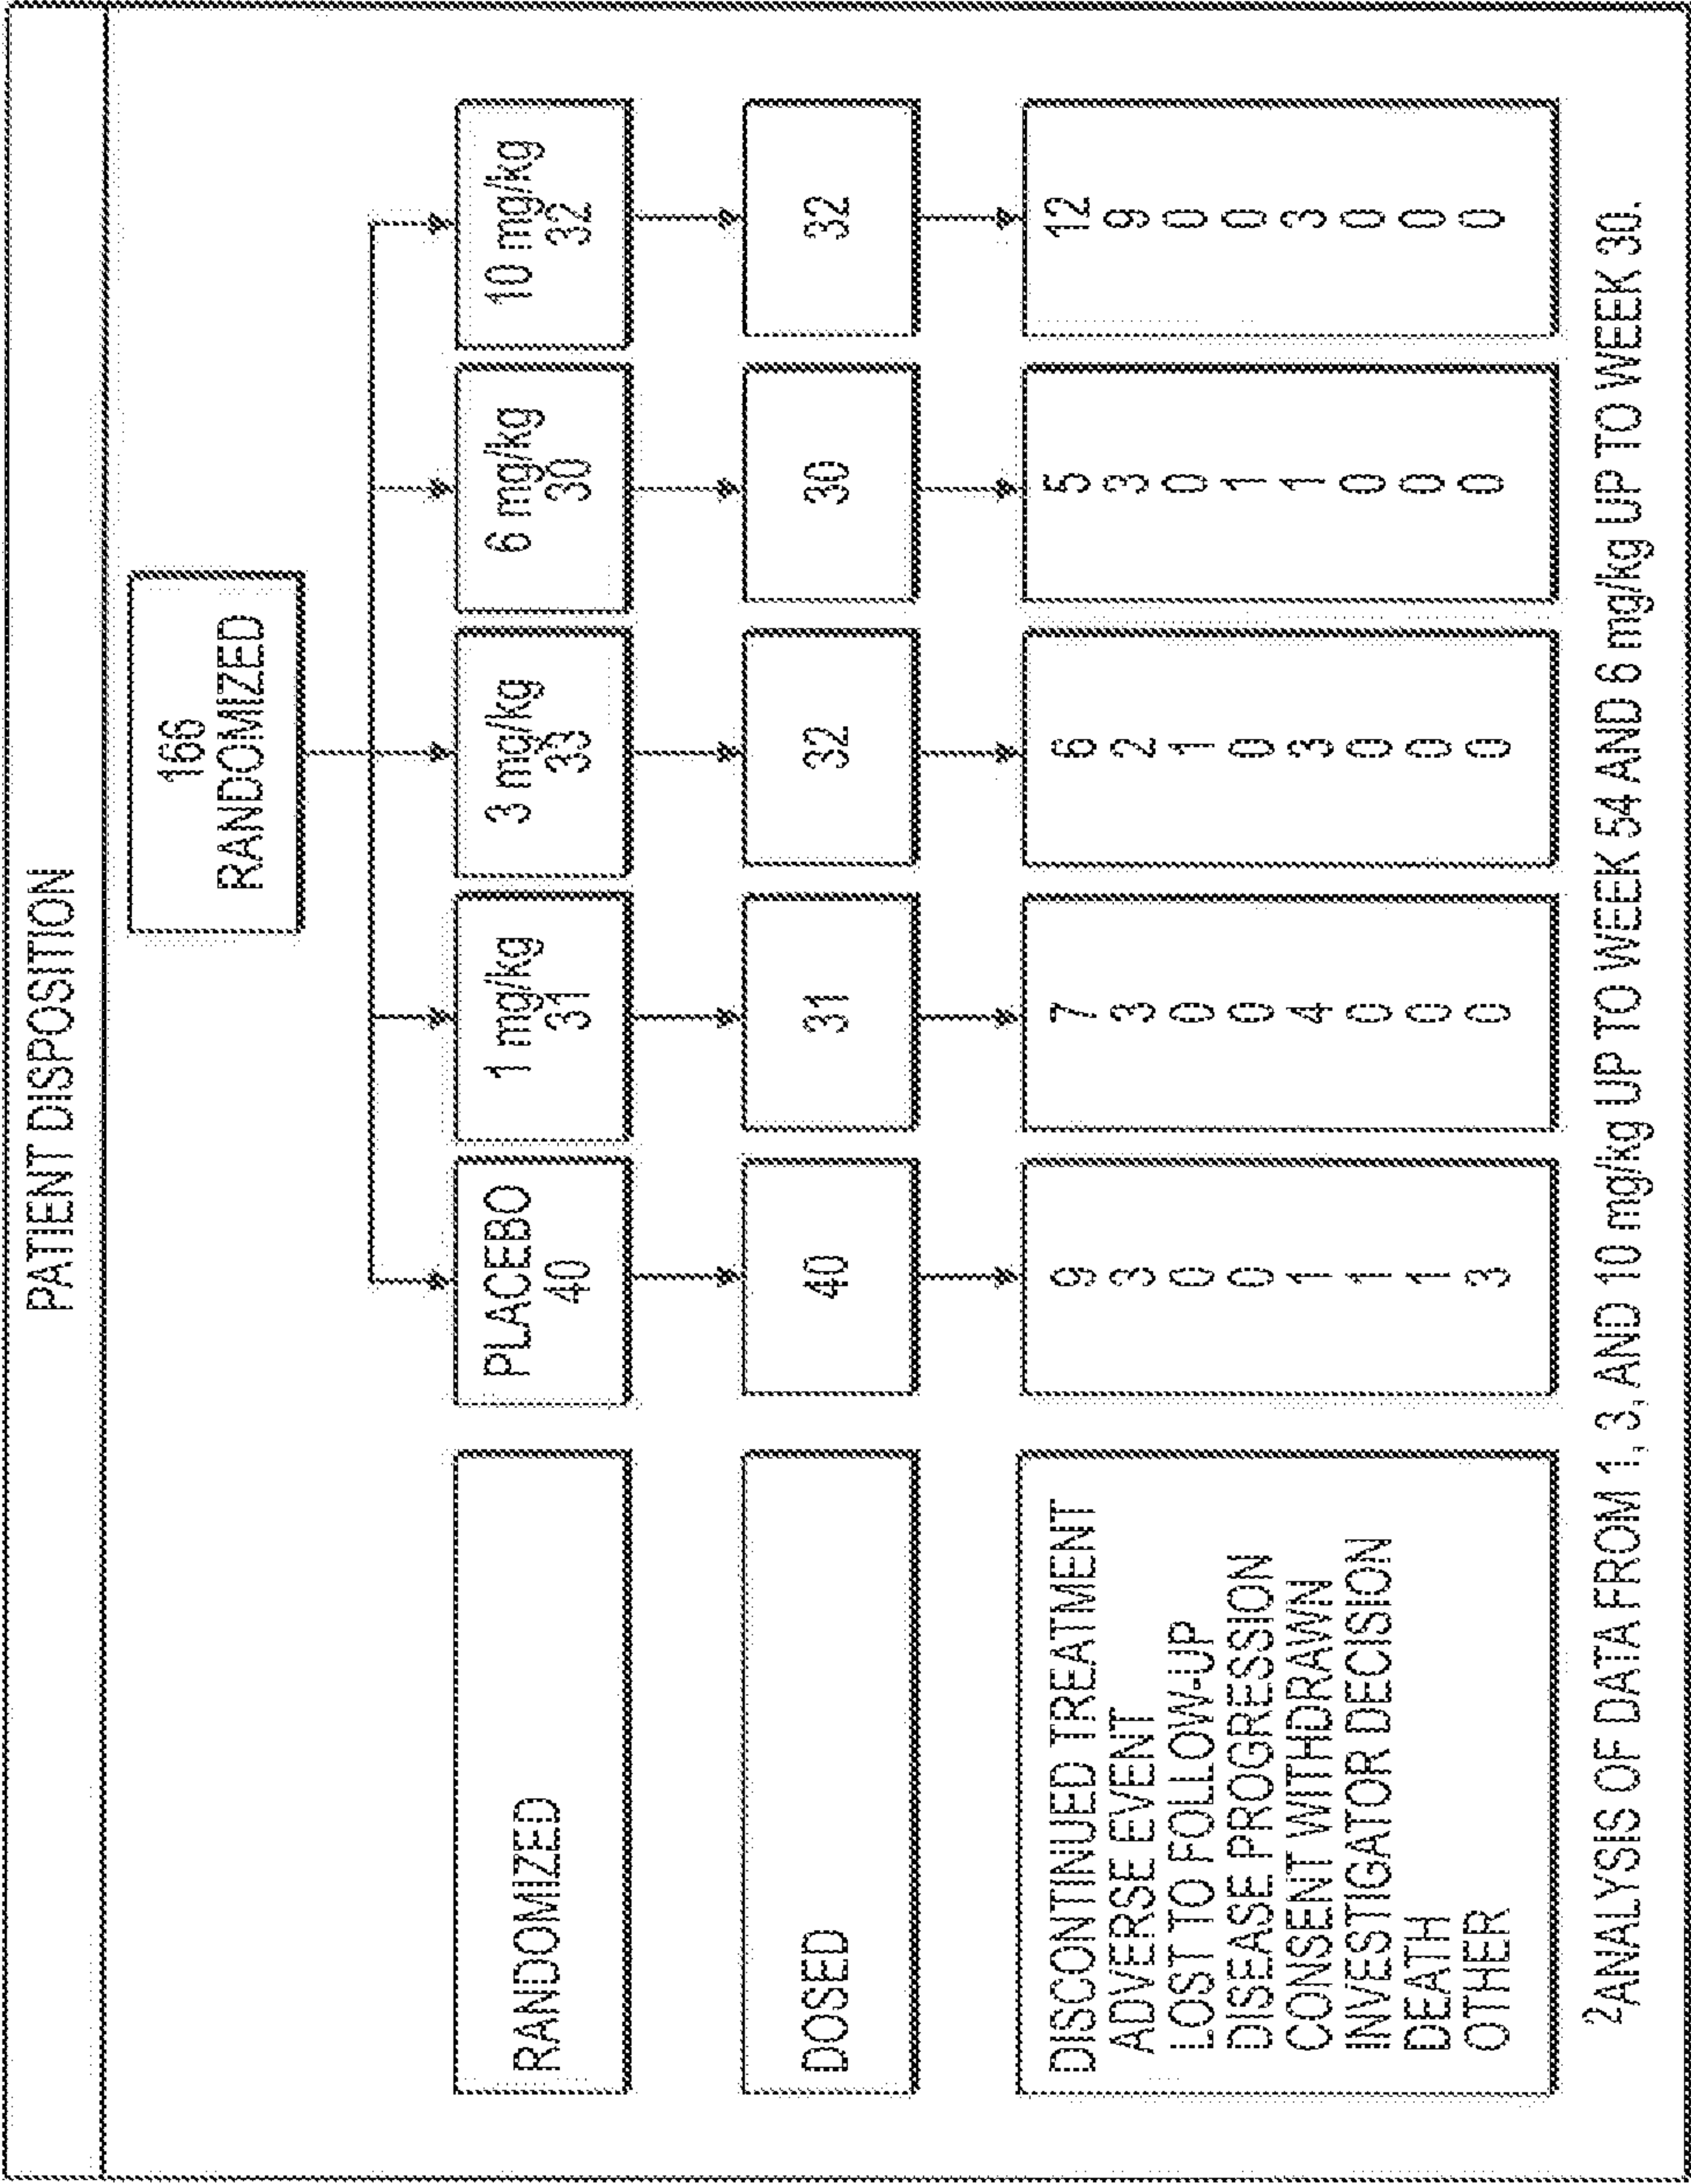 PATIENT DISPOSITION
166
RANDOMIZED
RANDOMIZED
PLACEBO
40
1 mg/kg
31
3 mg/kg
33
6 mg/kg
30
10 mg/kg
32
DOSED
40
31
32
30
32
DISCONTINUED TREATMENT 9 7 6 5 12
ADVERSE EVENT 3 3 2 3 9
LOST TO FOLLOW-UP 0 0 1 0 0
DISEASE PROGRESSION 0 0 0 1 0
CONSENT WITHDRAWN 1 4 3 1 3
INVESTIGATOR DECISION 1 0 0 0 0
DEATH 1 0 0 0 0
OTHER 3 0 0 0 0
2ANALYSIS OF DATA FROM 1, 3, AND 10 mg/kg UP TO WEEK 54 AND 6 mg/kg UP TO WEEK 30.